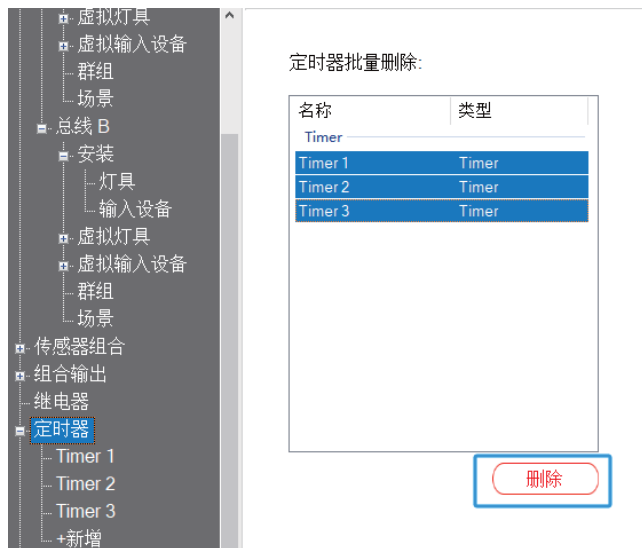 虚拟灯具
虚拟输入设备
群组
场景
总线 B
安装
灯具
输入设备
虚拟灯具
虚拟输入设备
群组
场景
传感器组合
组合输出
继电器
定时器
Timer 1
Timer 2
Timer 3
+新增
定时器批量删除:
名称 类型
Timer
Timer 1 Timer
Timer 2 Timer
Timer 3 Timer
删除